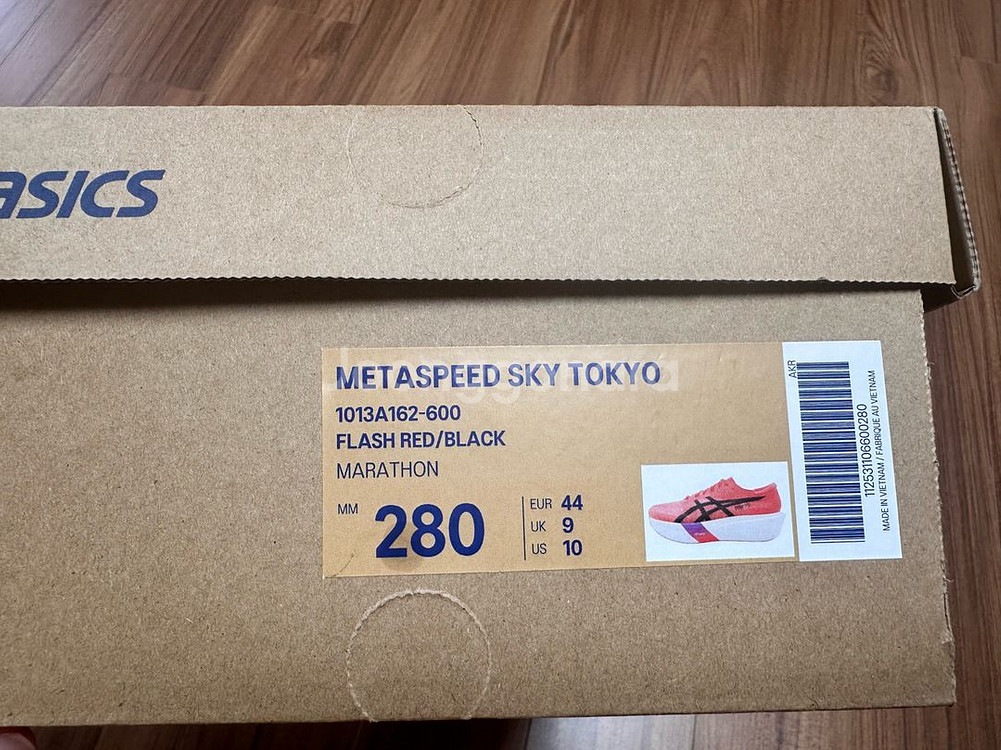 asics
METASPEED SKY TOKYO
1013A162-600
FLASH RED/BLACK
MARATHON
MM 280
EUR 44
UK 9
US 10
AKR
112531106600280
MADE IN VIETNAM / FABRIQUE AU VIETNAM